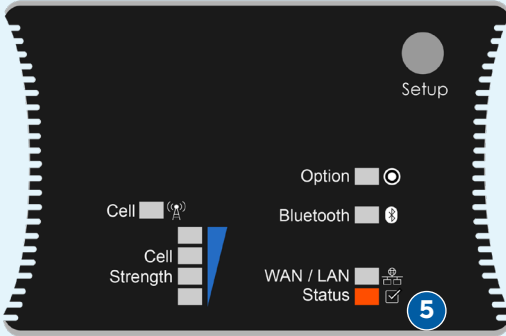 Setup
Option
Cell
Bluetooth
Cell
Strength
WAN / LAN
Status
5